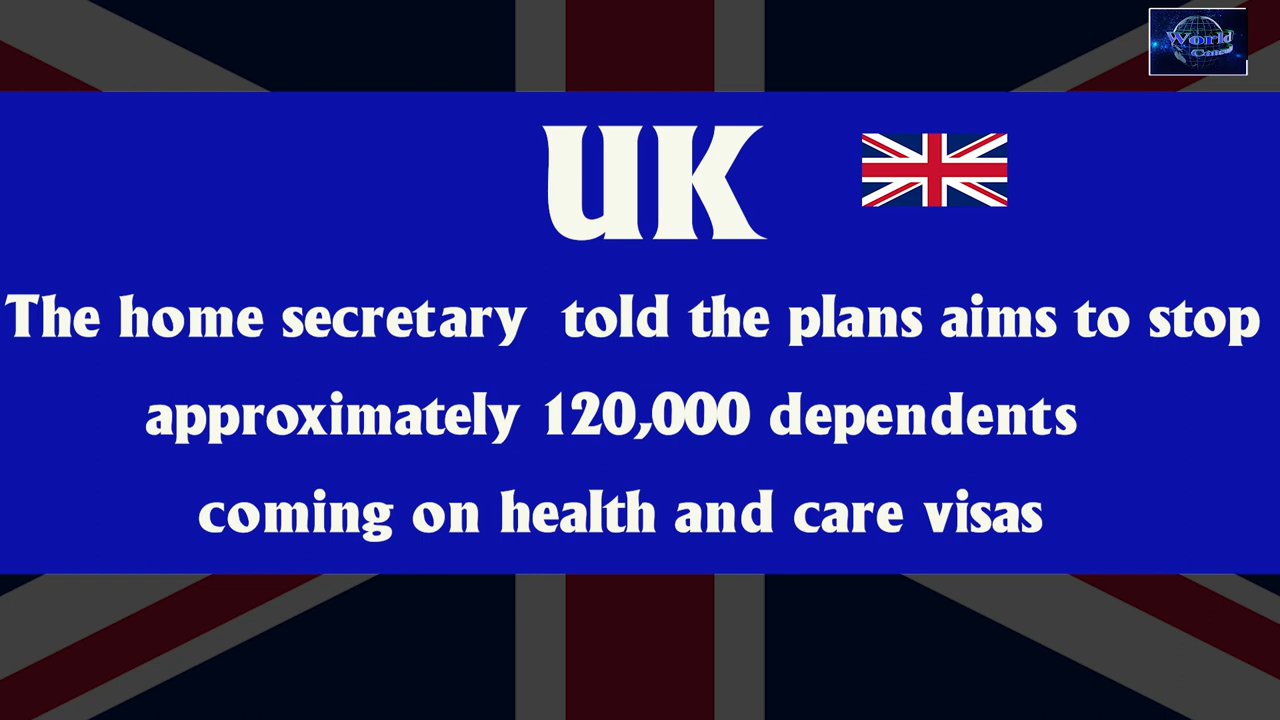 World
UK
The home secretary told the plans aims to stop
approximately 120,000 dependents
coming on health and care visas